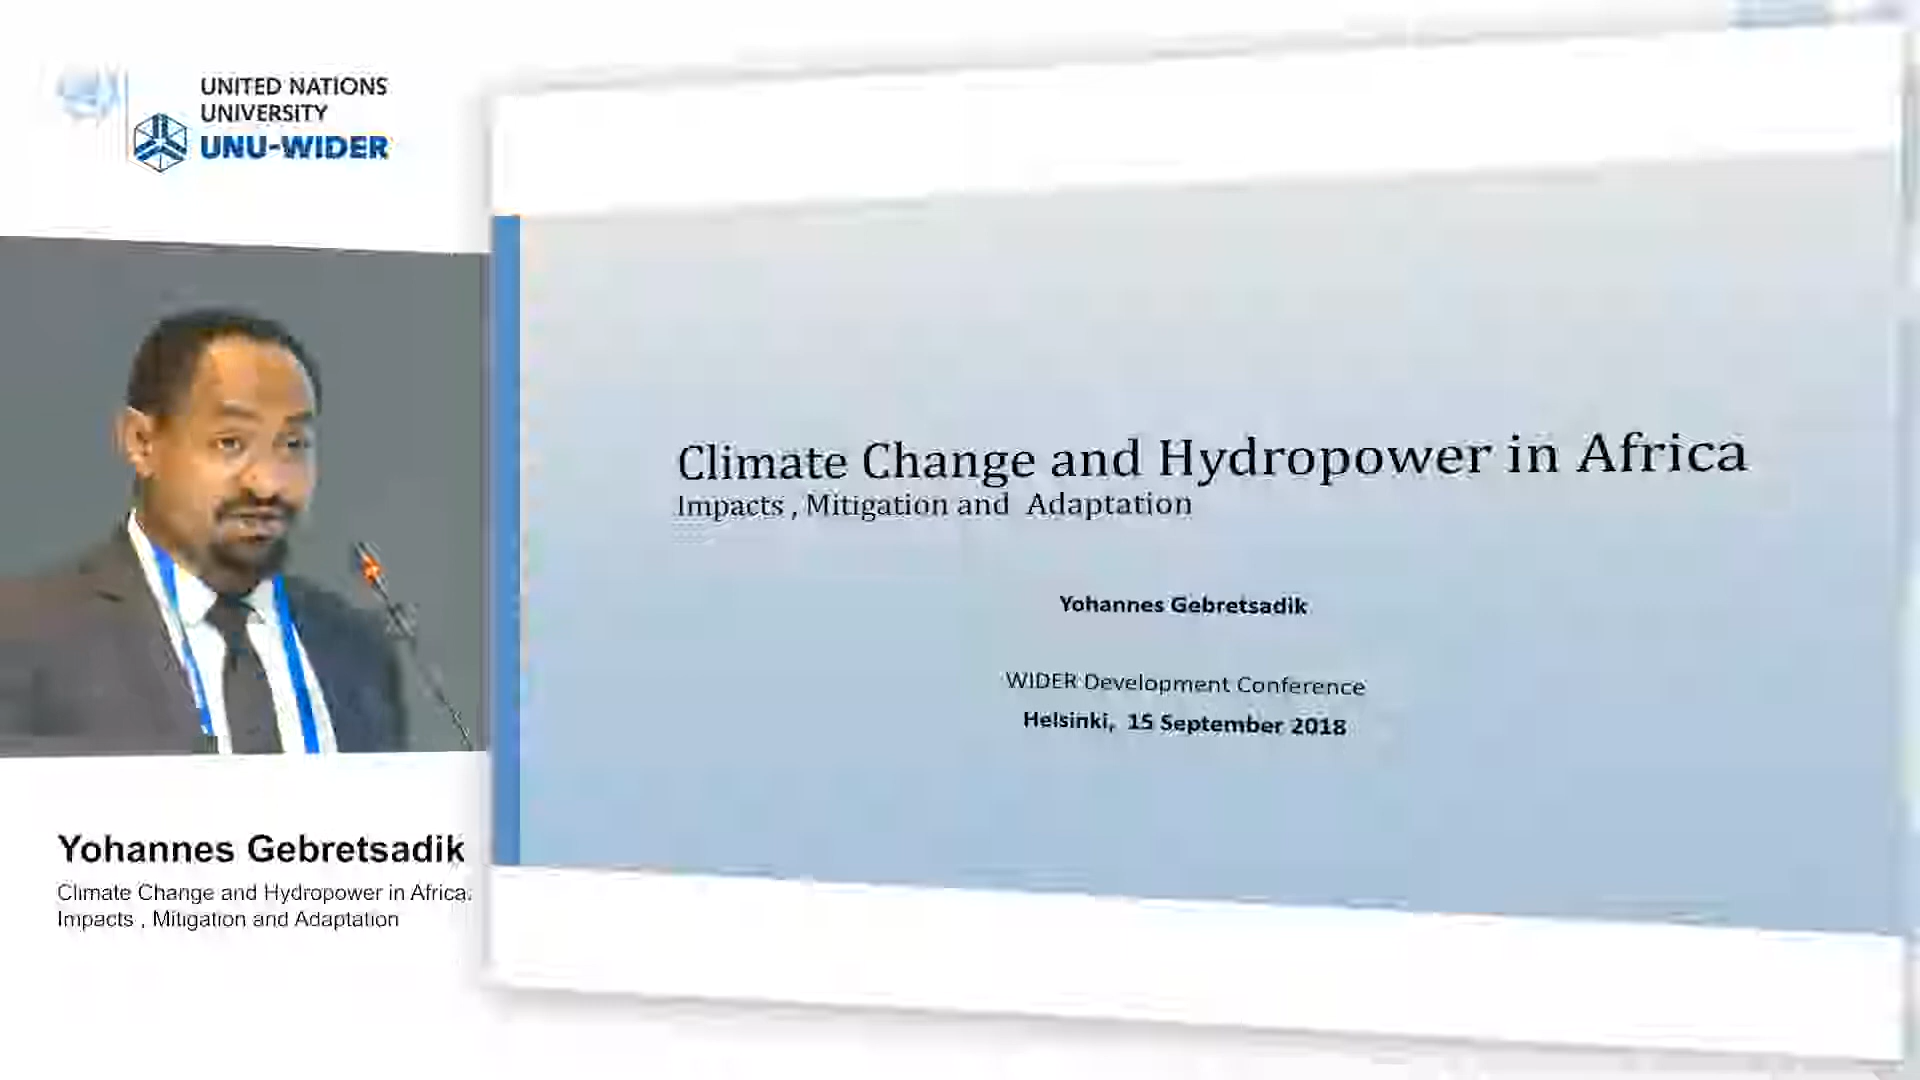 UNITED NATIONS
UNIVERSITY
UNU-WIDER
Climate Change and Hydropower in Africa
Impacts , Mitigation and Adaptation
Yohannes Gebretsadik
WIDER Development Conference
Helsinki, 15 September 2018
Yohannes Gebretsadik
Climate Change and Hydropower in Africa:
Impacts , Mitigation and Adaptation